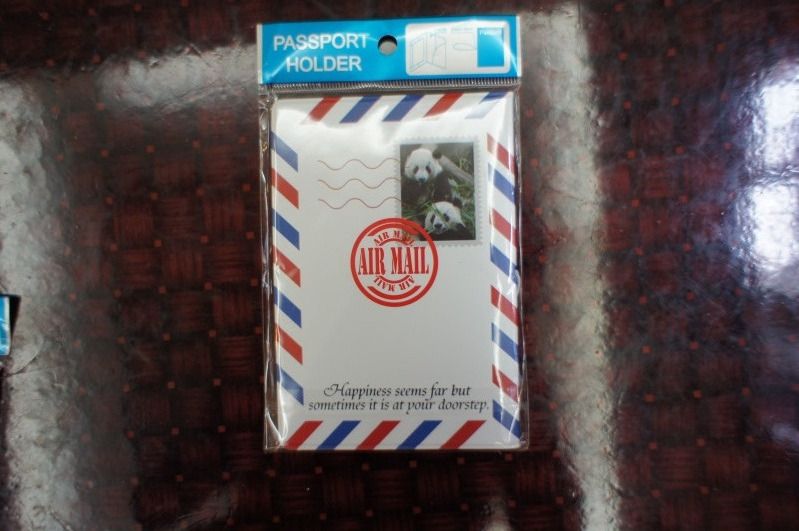 PASSPORT
HOLDER
AIR MAIL
AIR MAIL
AIR MAIL
Happiness seems far but
sometimes it is at your doorstep.